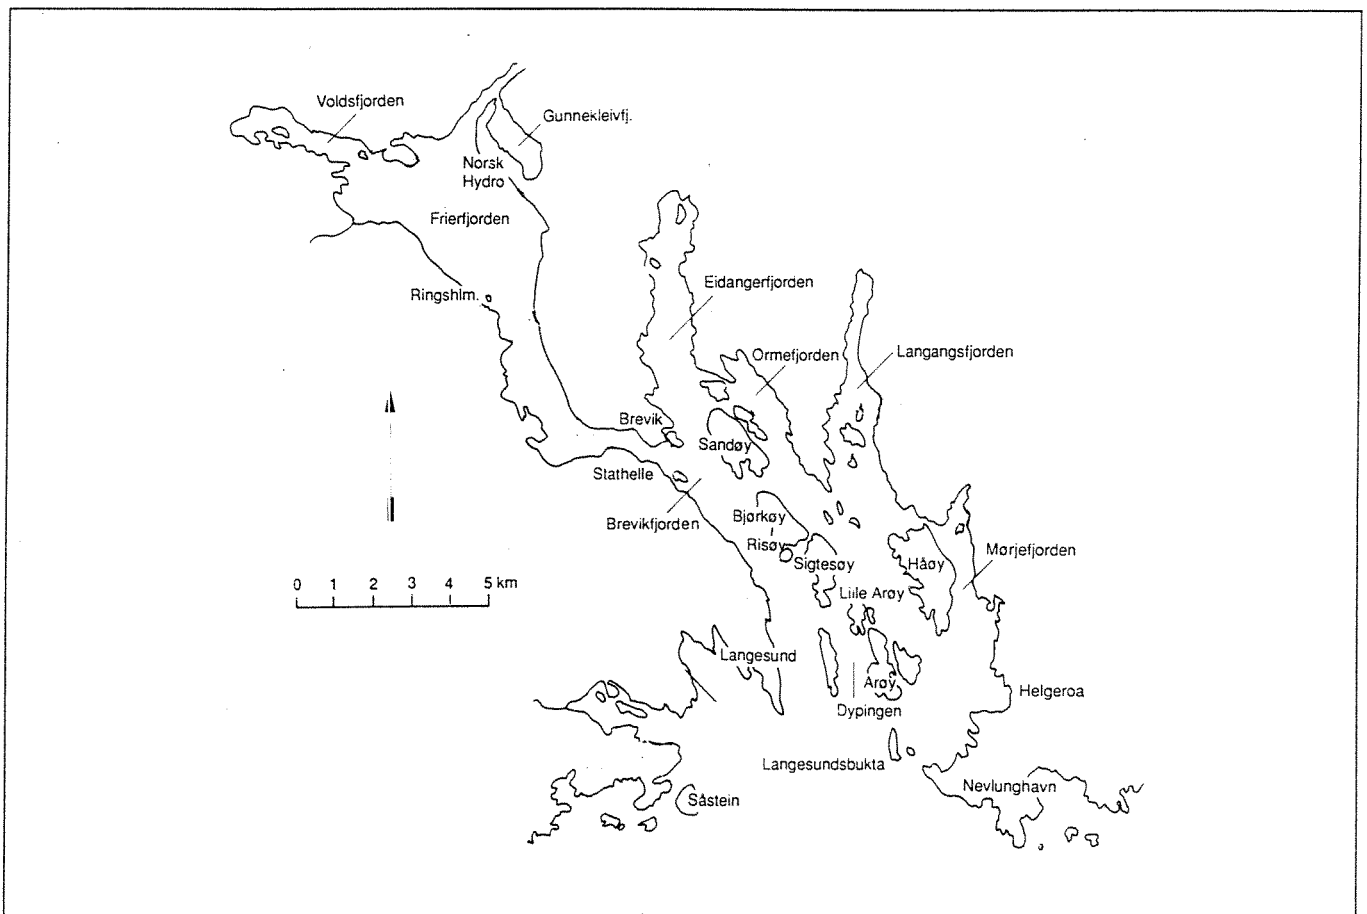 Voldsfjorden
Gunnekleivfj.
Norsk
Hydro
Frierfjorden
Eidangerfjorden
Ringshlm.
Ormefjorden
Langangsfjorden
Brevik
Sandøy
Stathelle
Brevikfjorden
Bjørkøy
Risøy
Sigtesøy
Håøy
Mørjefjorden
0 1 2 3 4 5 km
Lille Arøy
Langesund
Arøy
Helgeroa
Dypingen
Langesundsbukta
Nevlunghavn
Såstein